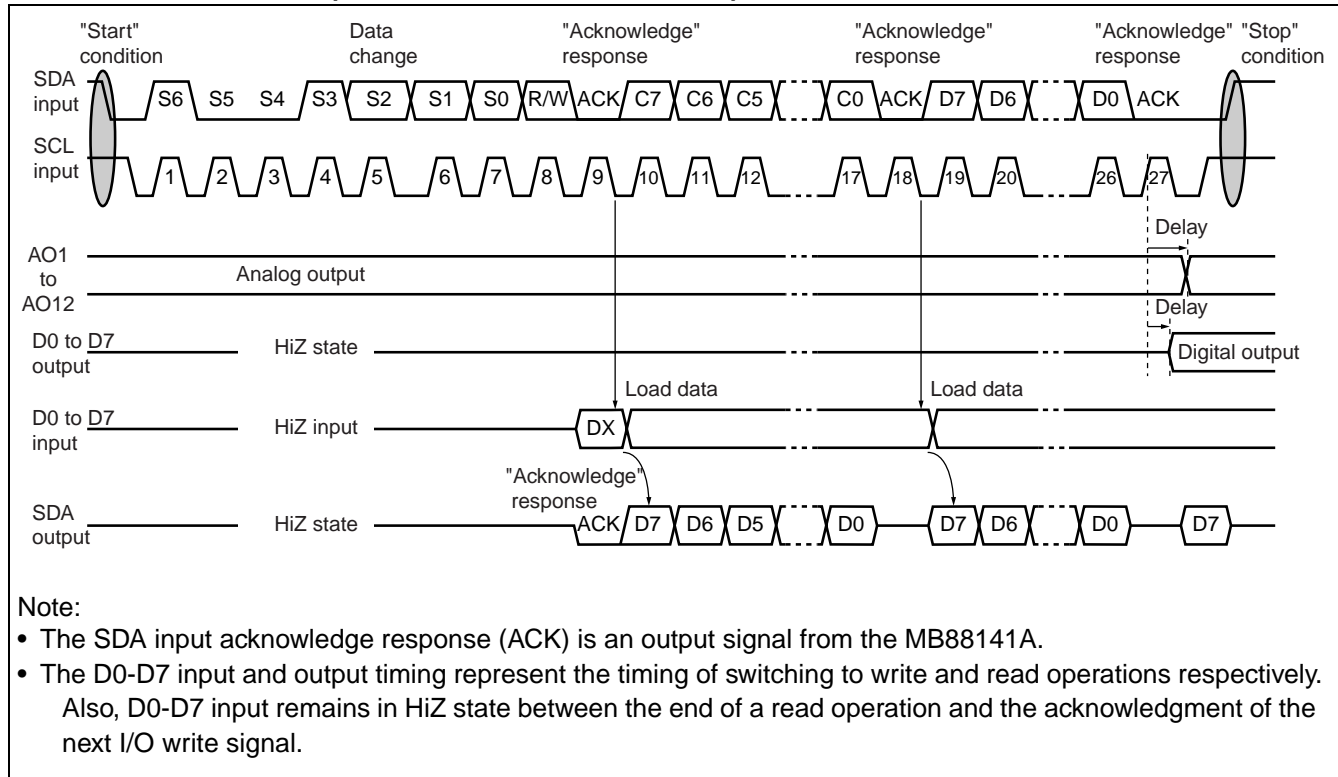 "Start" condition
Data change
"Acknowledge" response
"Acknowledge" response
"Acknowledge" response
"Stop" condition
SDA input
S6 S5 S4 S3 S2 S1 S0 R/W ACK C7 C6 C5 C0 ACK D7 D6 D0 ACK
SCL input
1 2 3 4 5 6 7 8 9 10 11 12 17 18 19 20 26 27
Delay
AO1 to AO12
Analog output
Delay
D0 to D7 output
HiZ state
Digital output
Load data
Load data
D0 to D7 input
HiZ input
DX
"Acknowledge" response
SDA output
HiZ state
ACK D7 D6 D5 D0 D7 D6 D0 D7
Note:
• The SDA input acknowledge response (ACK) is an output signal from the MB88141A.
• The D0-D7 input and output timing represent the timing of switching to write and read operations respectively.
Also, D0-D7 input remains in HiZ state between the end of a read operation and the acknowledgment of the
next I/O write signal.